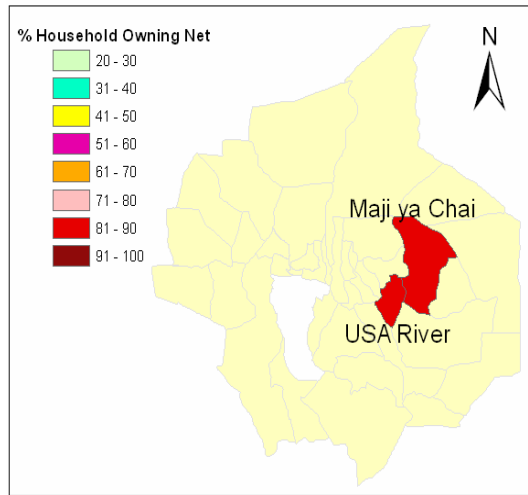 % Household Owning Net
20 - 30
31 - 40
41 - 50
51 - 60
61 - 70
71 - 80
81 - 90
91 - 100
N
Maji ya Chai
USA River